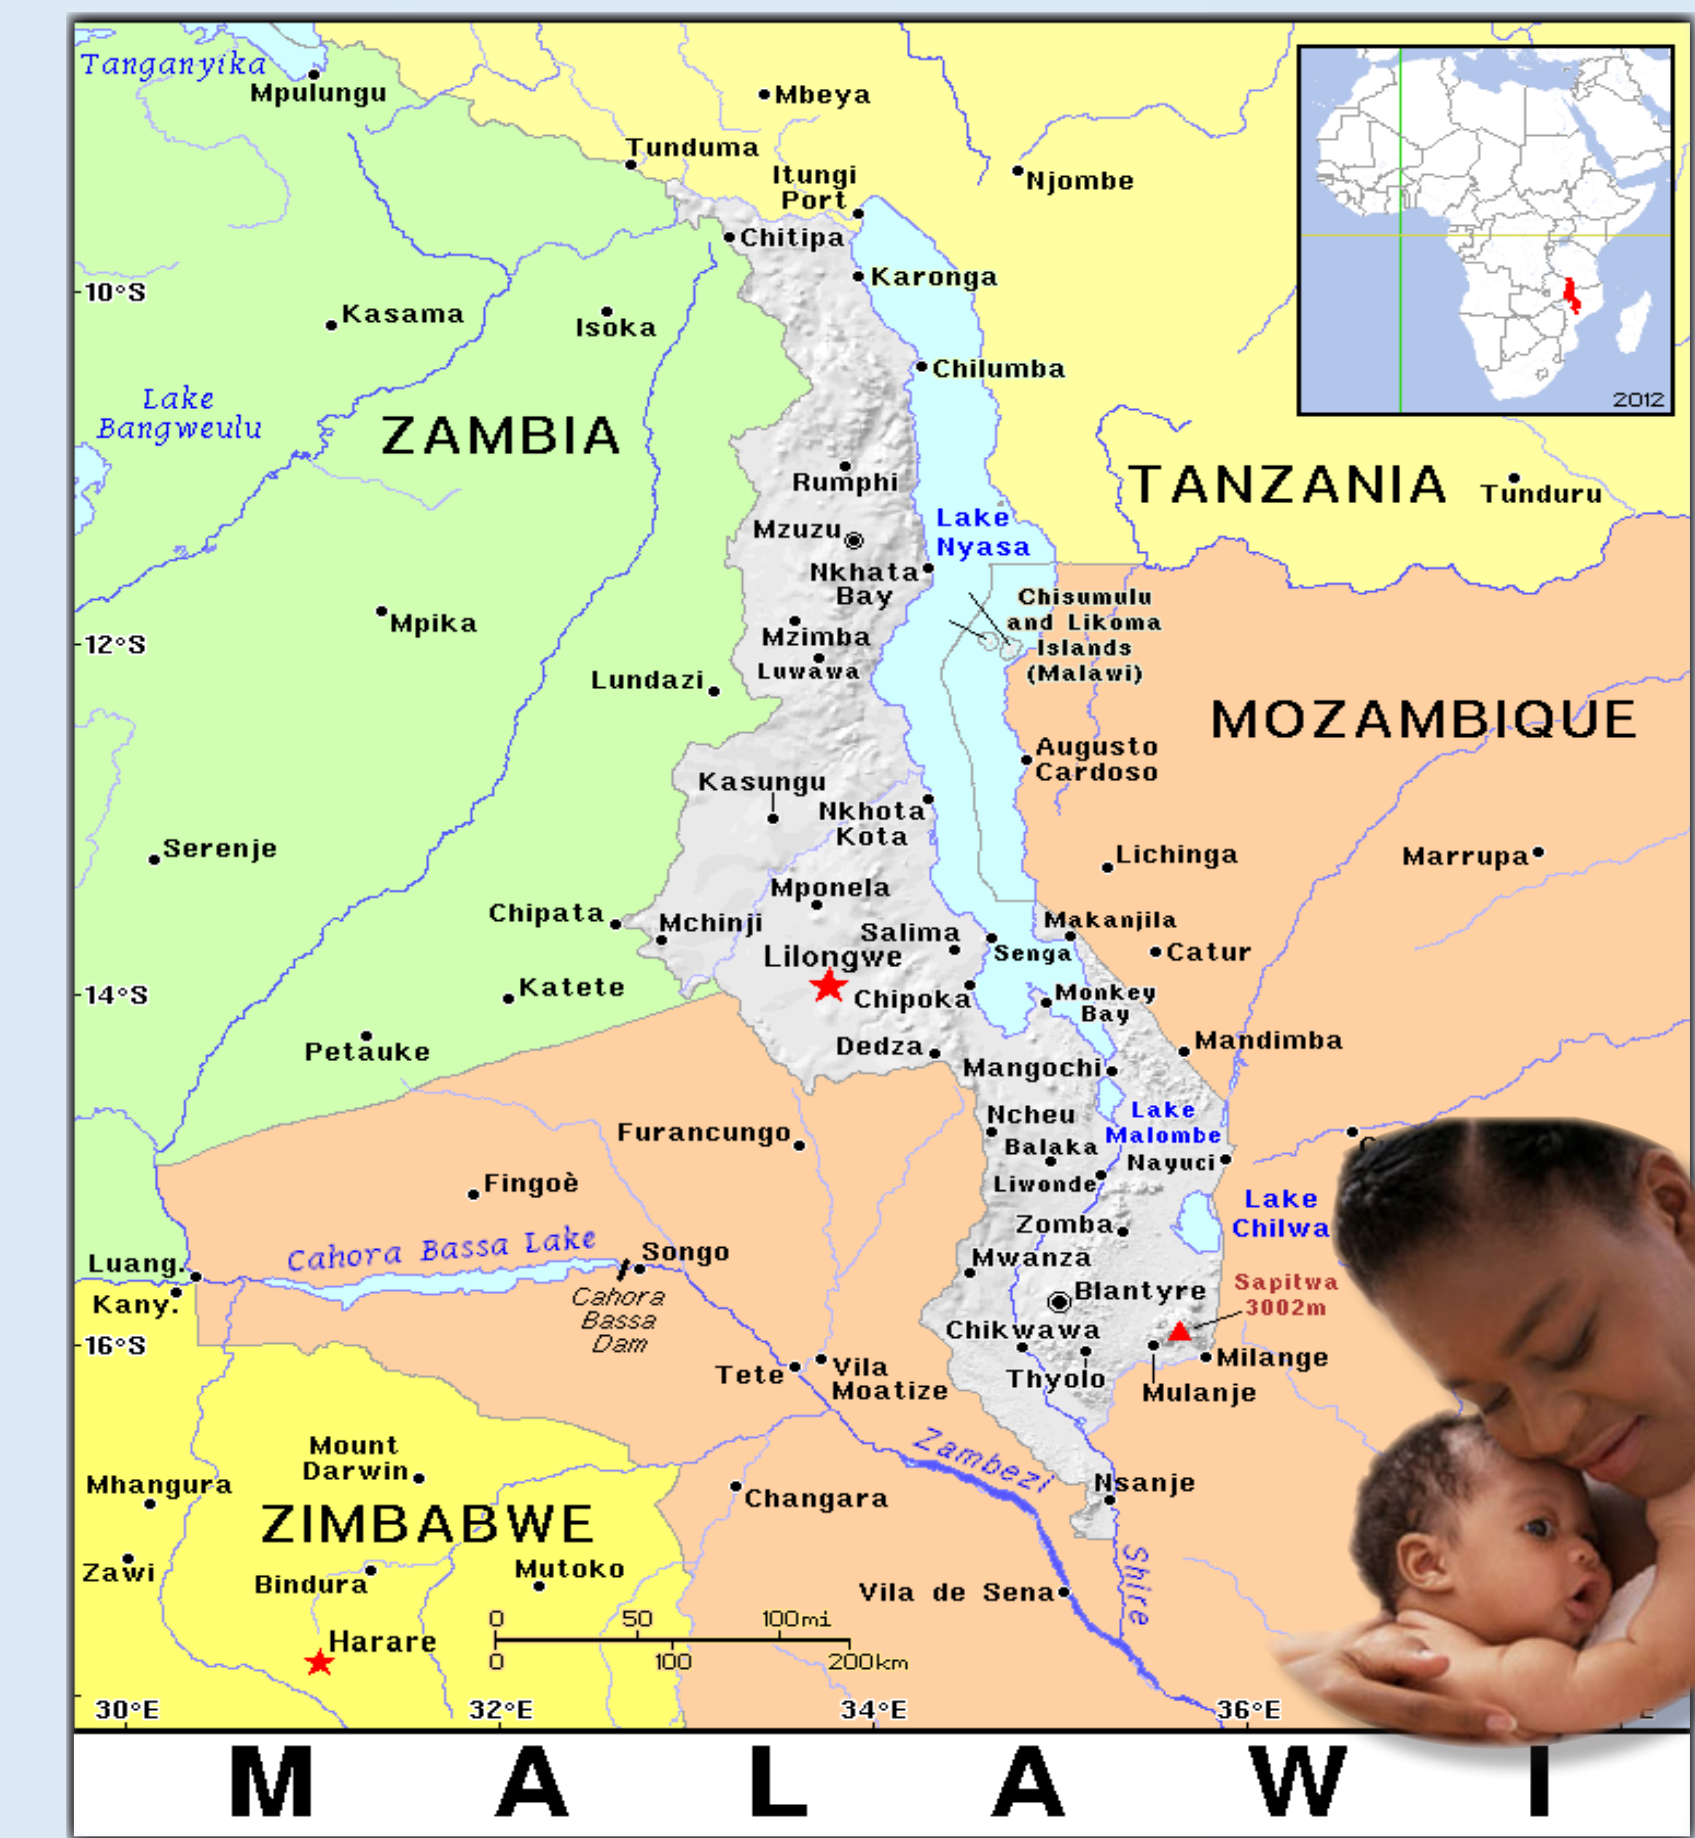 Tanganyika
Mpulungu
Mbeya
Tunduma
Itungi
Port
Njombe
Chitipa
Karonga
10°S
Kasama
Isoka
Chilumba
2012
Lake
Bangweulu
ZAMBIA
Rumphi
TANZANIA
Tunduru
Mzuzu
Lake
Nyasa
Nkhata
Bay
Chisumulu
and Likoma
Islands
(Malawi)
Mpika
12°S
Mzimba
Luwawa
Lundazi
MOZAMBIQUE
Augusto
Cardoso
Kasungu
Nkhota
Kota
Serenje
Lichinga
Marrupa
Mponela
Chipata
Mchinji
Salima
Makanjila
Senga
Catur
Lilongwe
14°S
Katete
Chipoka
Monkey
Bay
Petauke
Dedza
Mandimba
Mangochi
Lake
Malombe
Ncheu
Furancungo
Balaka
Nayuci
Fingoè
Liwonde
Lake
Chilwa
Zomba
Cahora Bassa Lake
Songo
Mwanza
Luang.
Kany.
Cahora
Bassa
Dam
Blantyre
Sapitwa
3002m
16°S
Chikwawa
Milange
Vila
Moatize
Tete
Thyolo
Mulanje
Mount
Darwin
Zambezi
Mhangura
Changara
Nsanje
ZIMBABWE
Zawi
Bindura
Mutoko
Vila de Sena
Shire
0 50 100mi
0 100 200km
Harare
30°E 32°E 34°E 36°E
M A L A W I